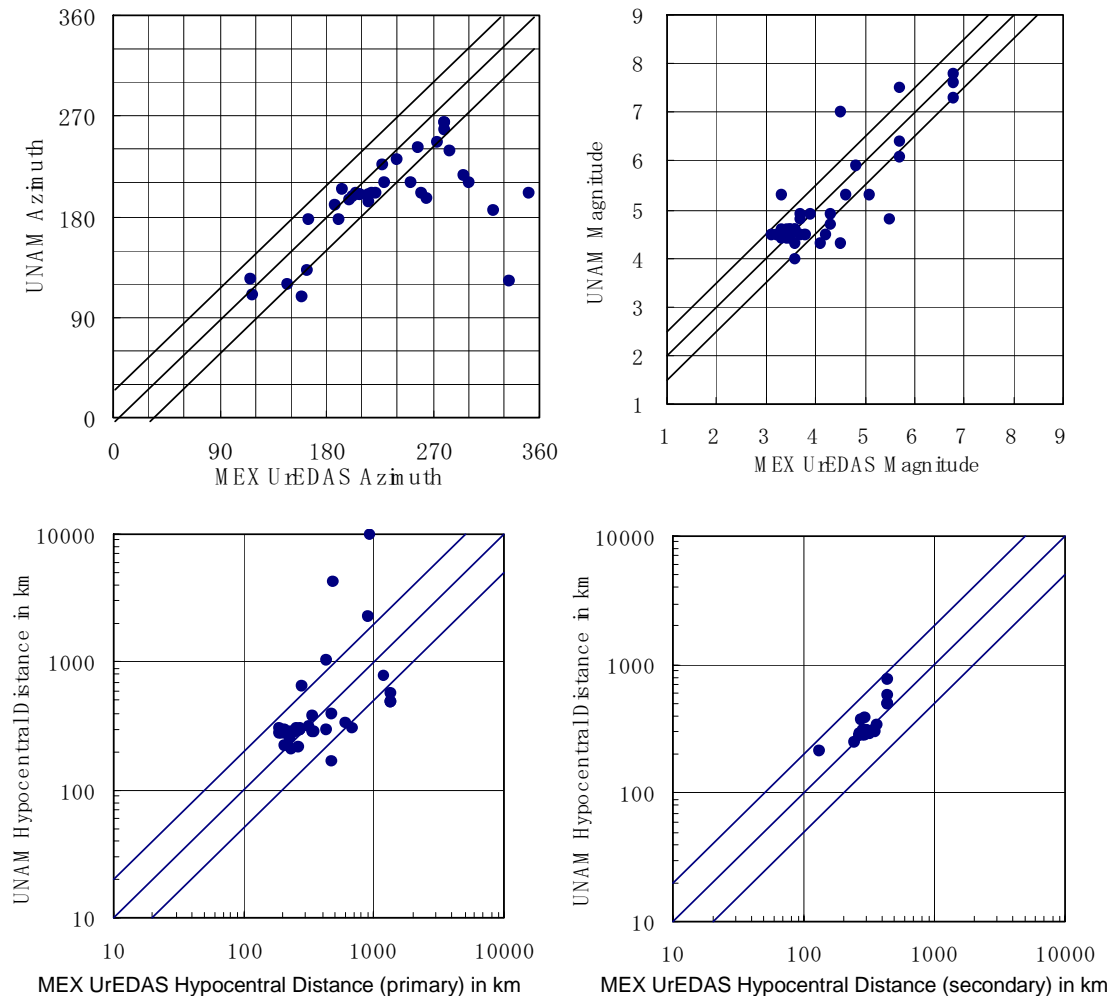 360
270
180
90
0
UNAM Azimuth
0 90 180 270 360
MEX UrEDAS Azimuth
9
8
7
6
5
4
3
2
1
UNAM Magnitude
1 2 3 4 5 6 7 8 9
MEX UrEDAS Magnitude
10000
1000
100
10
UNAM Hypocentral Distance in km
10 100 1000 10000
MEX UrEDAS Hypocentral Distance (primary) in km
10000
1000
100
10
UNAM Hypocentral Distance in km
10 100 1000 10000
MEX UrEDAS Hypocentral Distance (secondary) in km